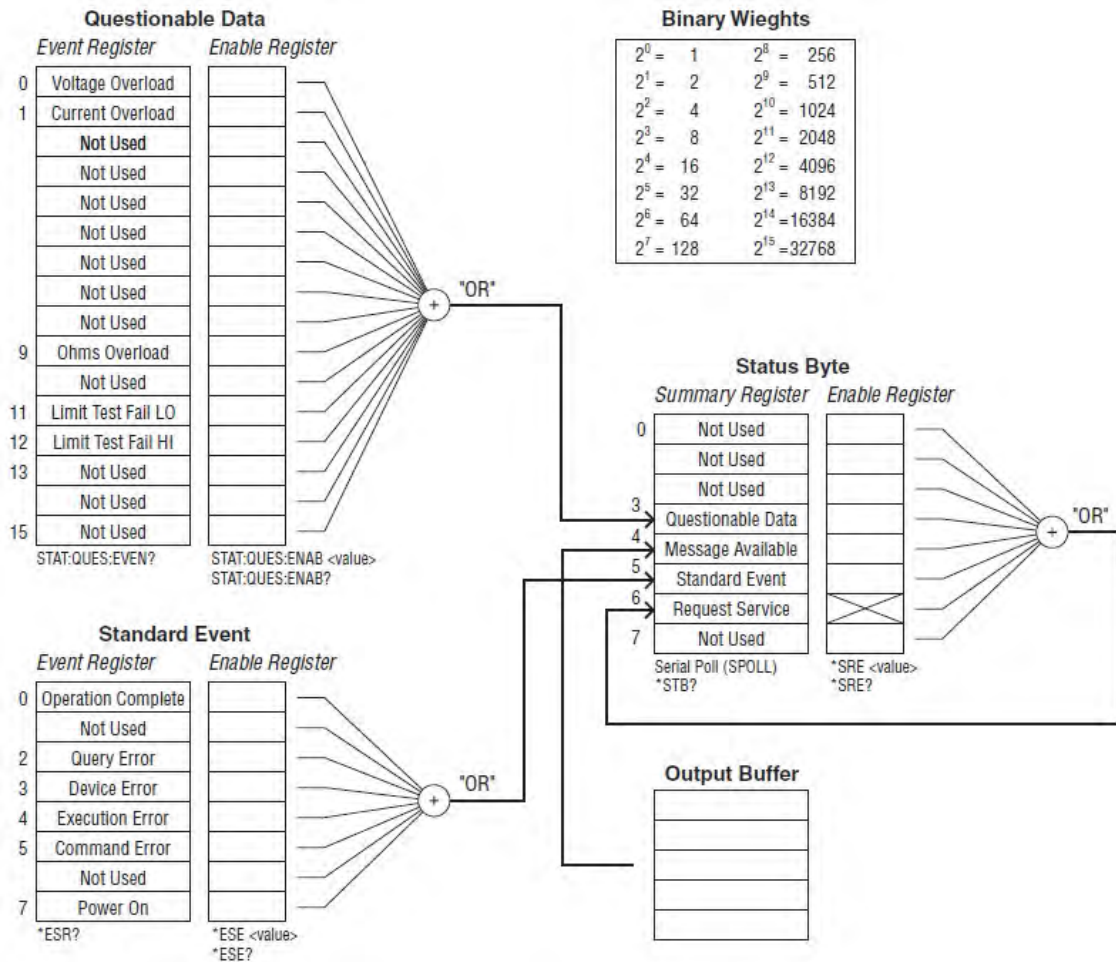 Questionable Data
Event Register Enable Register
0 Voltage Overload
1 Current Overload
Not Used
Not Used
Not Used
Not Used
Not Used
Not Used
Not Used
9 Ohms Overload
Not Used
11 Limit Test Fail LO
12 Limit Test Fail HI
13 Not Used
Not Used
15 Not Used
STAT:QUES:EVEN? STAT:QUES:ENAB <value>
STAT:QUES:ENAB?
+ "OR"
Binary Wieghts
2⁰ = 1 2⁸ = 256
2¹ = 2 2⁹ = 512
2² = 4 2¹⁰ = 1024
2³ = 8 2¹¹ = 2048
2⁴ = 16 2¹² = 4096
2⁵ = 32 2¹³ = 8192
2⁶ = 64 2¹⁴ =16384
2⁷ = 128 2¹⁵ =32768
Status Byte
Summary Register Enable Register
0 Not Used
Not Used
Not Used
3 Questionable Data
4 Message Available
5 Standard Event
6 Request Service
7 Not Used
Serial Poll (SPOLL) *SRE <value>
*STB? *SRE?
+ "OR"
Standard Event
Event Register Enable Register
0 Operation Complete
Not Used
2 Query Error
3 Device Error
4 Execution Error
5 Command Error
Not Used
7 Power On
*ESR? *ESE <value>
*ESE?
+ "OR"
Output Buffer